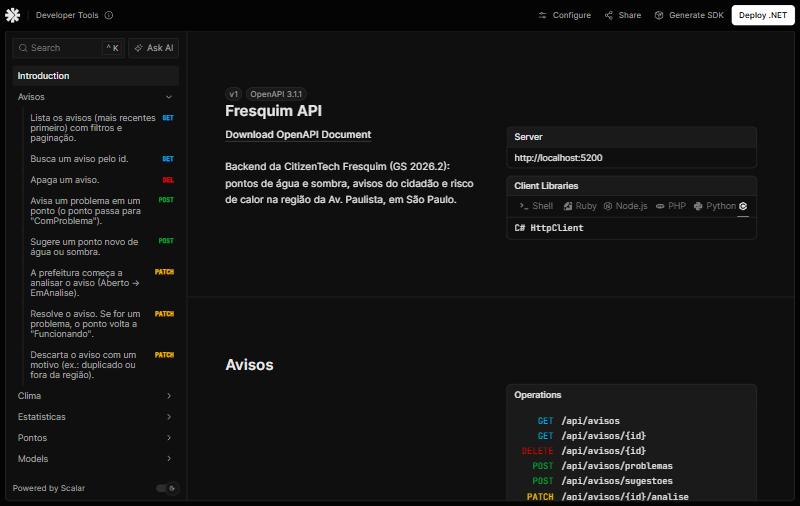 Developer Tools
Configure
Share
Generate SDK
Deploy .NET
Search
^ K
Ask AI
Introduction
Avisos
Lista os avisos (mais recentes
primeiro) com filtros e
paginação.
GET
Busca um aviso pelo id.
GET
Apaga um aviso.
DEL
Avisa um problema em um
ponto (o ponto passa para
"ComProblema").
POST
Sugere um ponto novo de
água ou sombra.
POST
A prefeitura começa a
analisar o aviso (Aberto →
EmAnalise).
PATCH
Resolve o aviso. Se for um
problema, o ponto volta a
"Funcionando".
PATCH
Descarta o aviso com um
motivo (ex.: duplicado ou
fora da região).
PATCH
Clima
Estatisticas
Pontos
Models
Powered by Scalar
v1
OpenAPI 3.1.1
Fresquim API
Download OpenAPI Document
Backend da CitizenTech Fresquim (GS 2026.2):
pontos de água e sombra, avisos do cidadão e risco
de calor na região da Av. Paulista, em São Paulo.
Server
http://localhost:5200
Client Libraries
Shell
Ruby
Node.js
PHP
Python
C# HttpClient
Avisos
Operations
GET /api/avisos
GET /api/avisos/{id}
DELETE /api/avisos/{id}
POST /api/avisos/problemas
POST /api/avisos/sugestoes
PATCH /api/avisos/{id}/analise